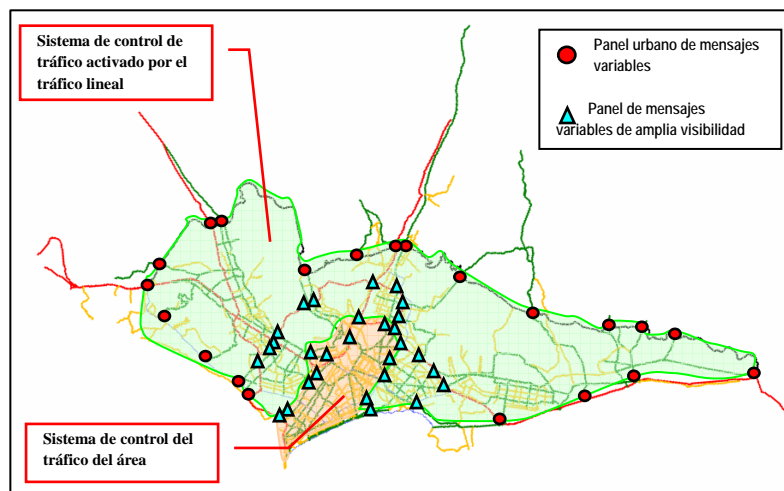 Sistema de control de
tráfico activado por el
tráfico lineal
Panel urbano de mensajes
variables
Panel de mensajes
variables de amplia visibilidad
Sistema de control del
tráfico del área